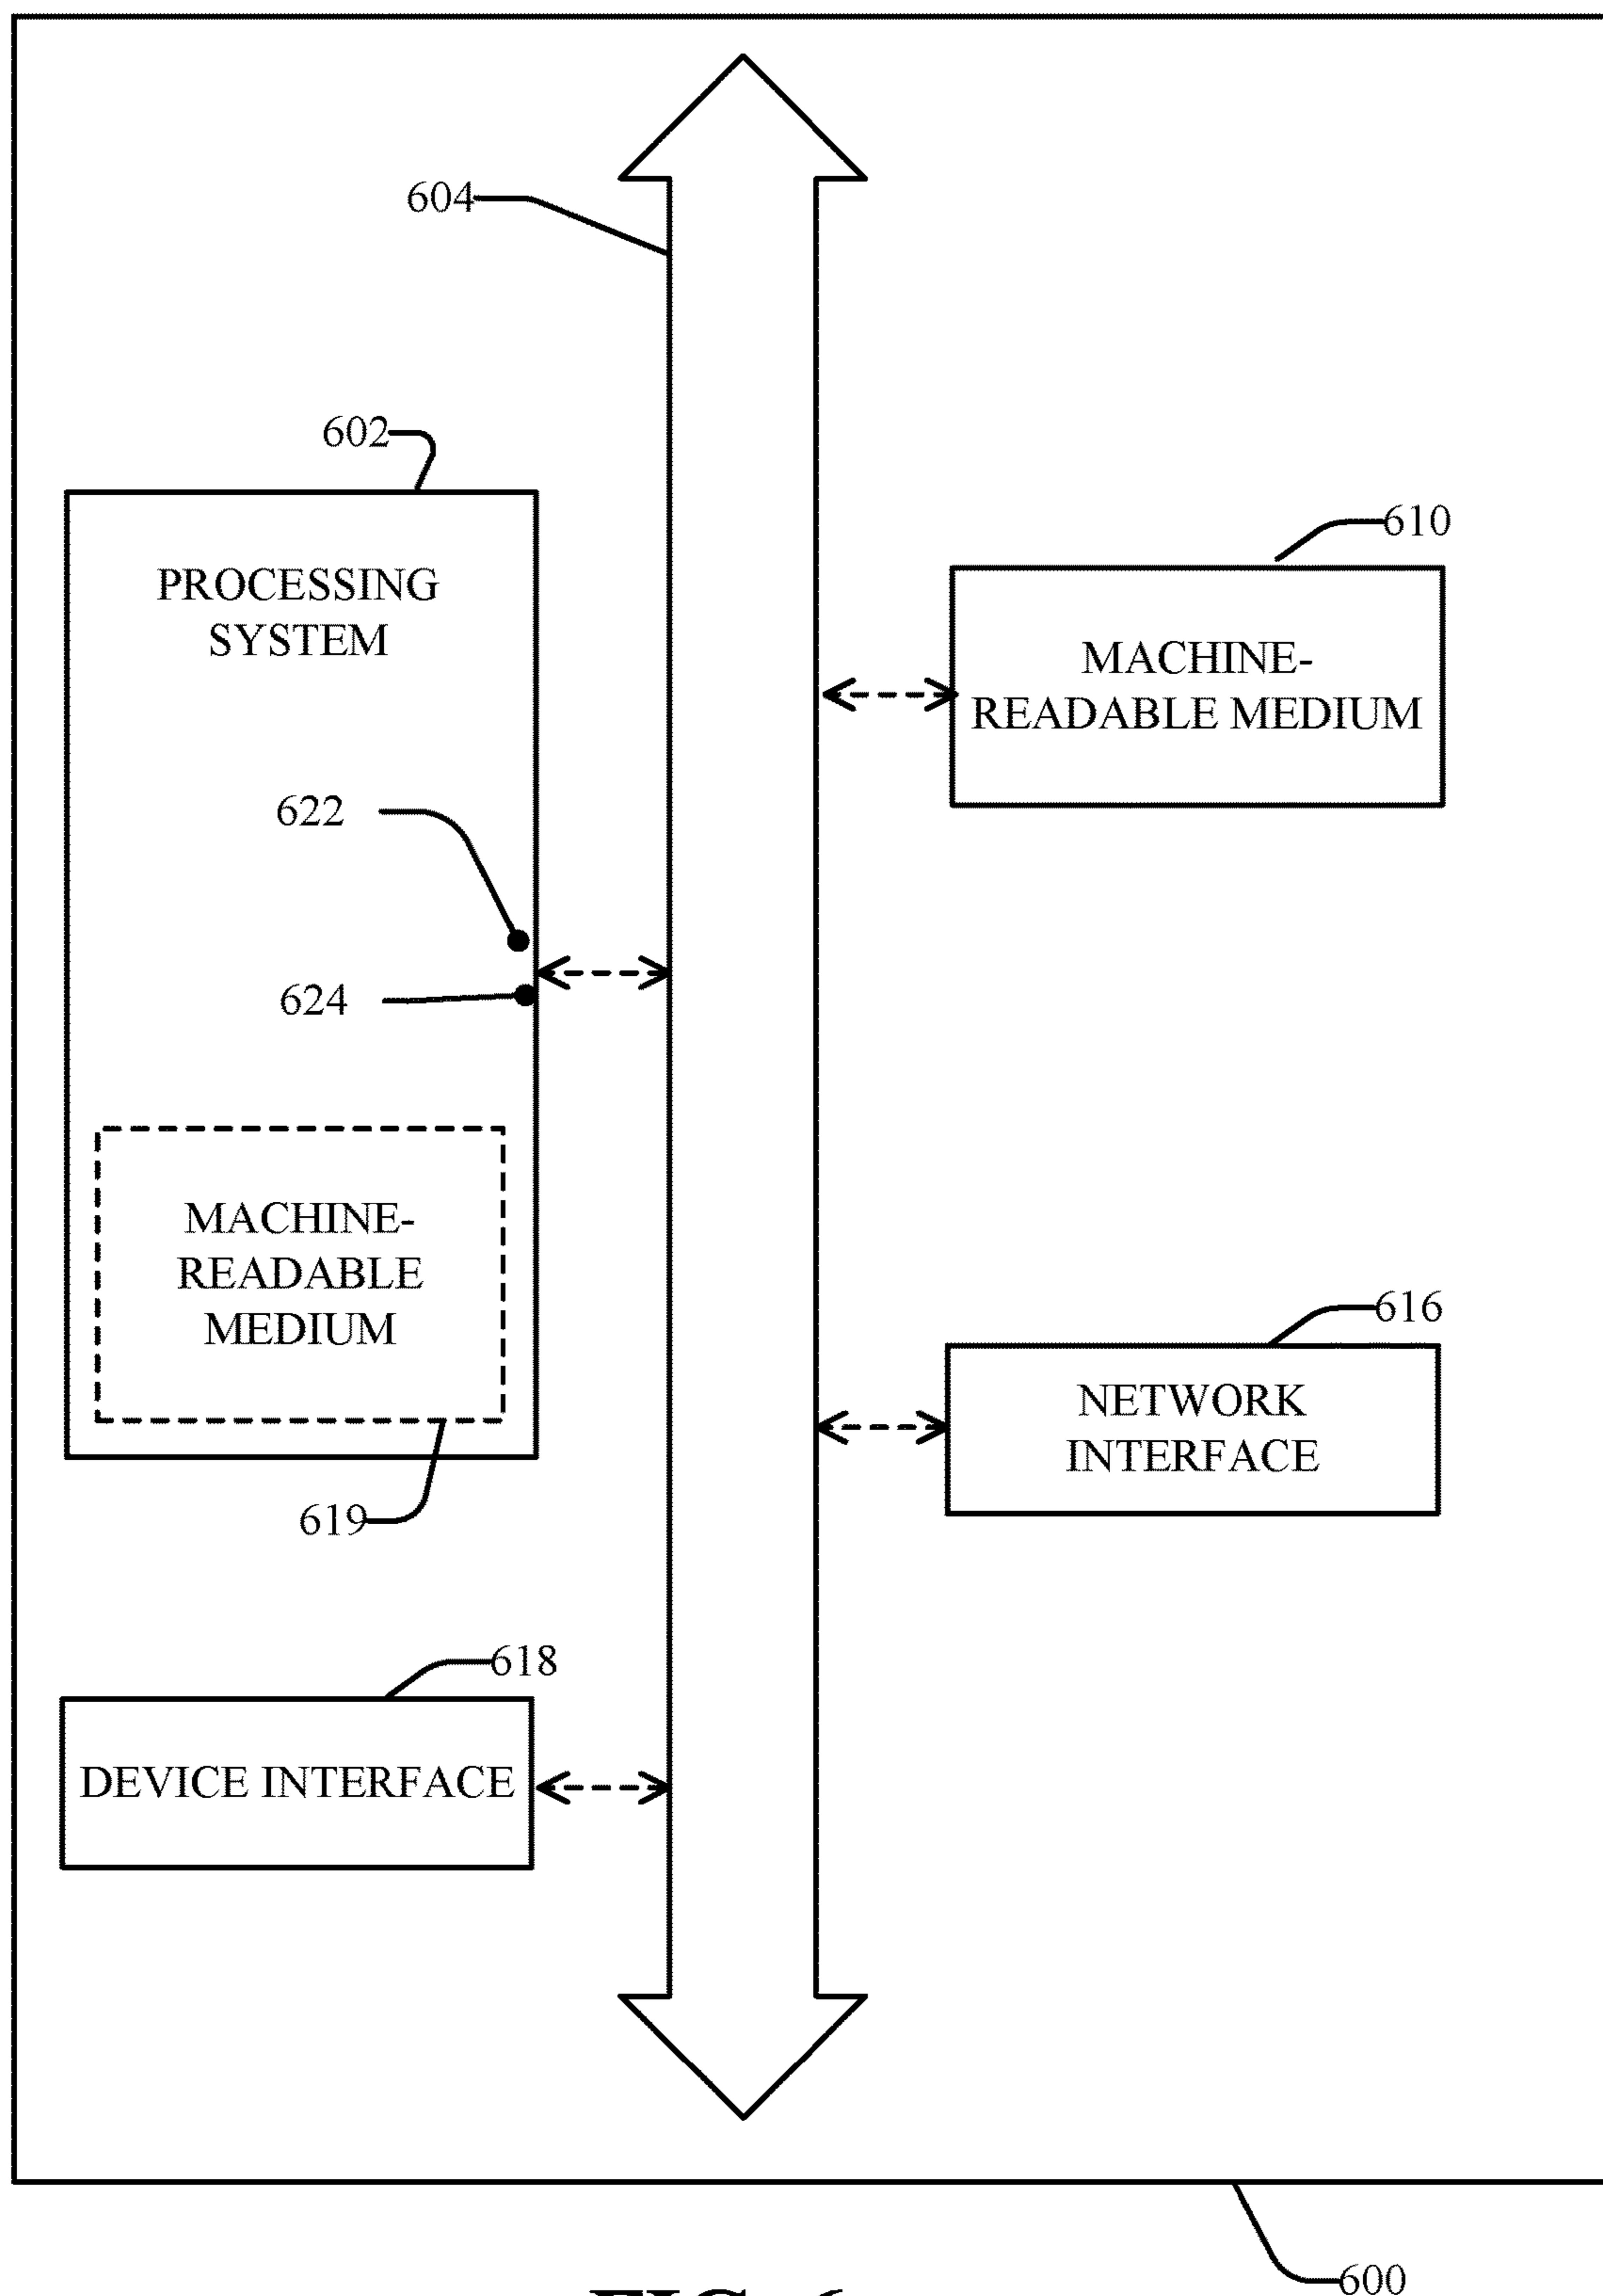 604
602
PROCESSING
SYSTEM
610
MACHINE-
READABLE MEDIUM
622
624
MACHINE-
READABLE
MEDIUM
616
NETWORK
INTERFACE
619
618
DEVICE INTERFACE
600